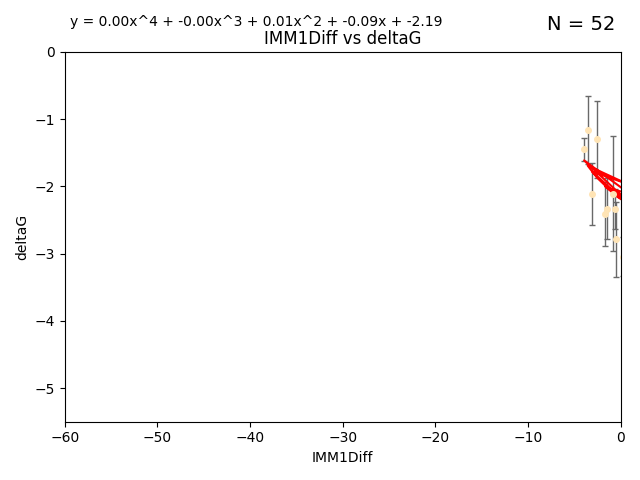 y = 0.00x^4 + -0.00x^3 + 0.01x^2 + -0.09x + -2.19
N = 52
IMM1Diff vs deltaG
0
−1
−2
−3
−4
−5
deltaG
−60 −50 −40 −30 −20 −10 0
IMM1Diff